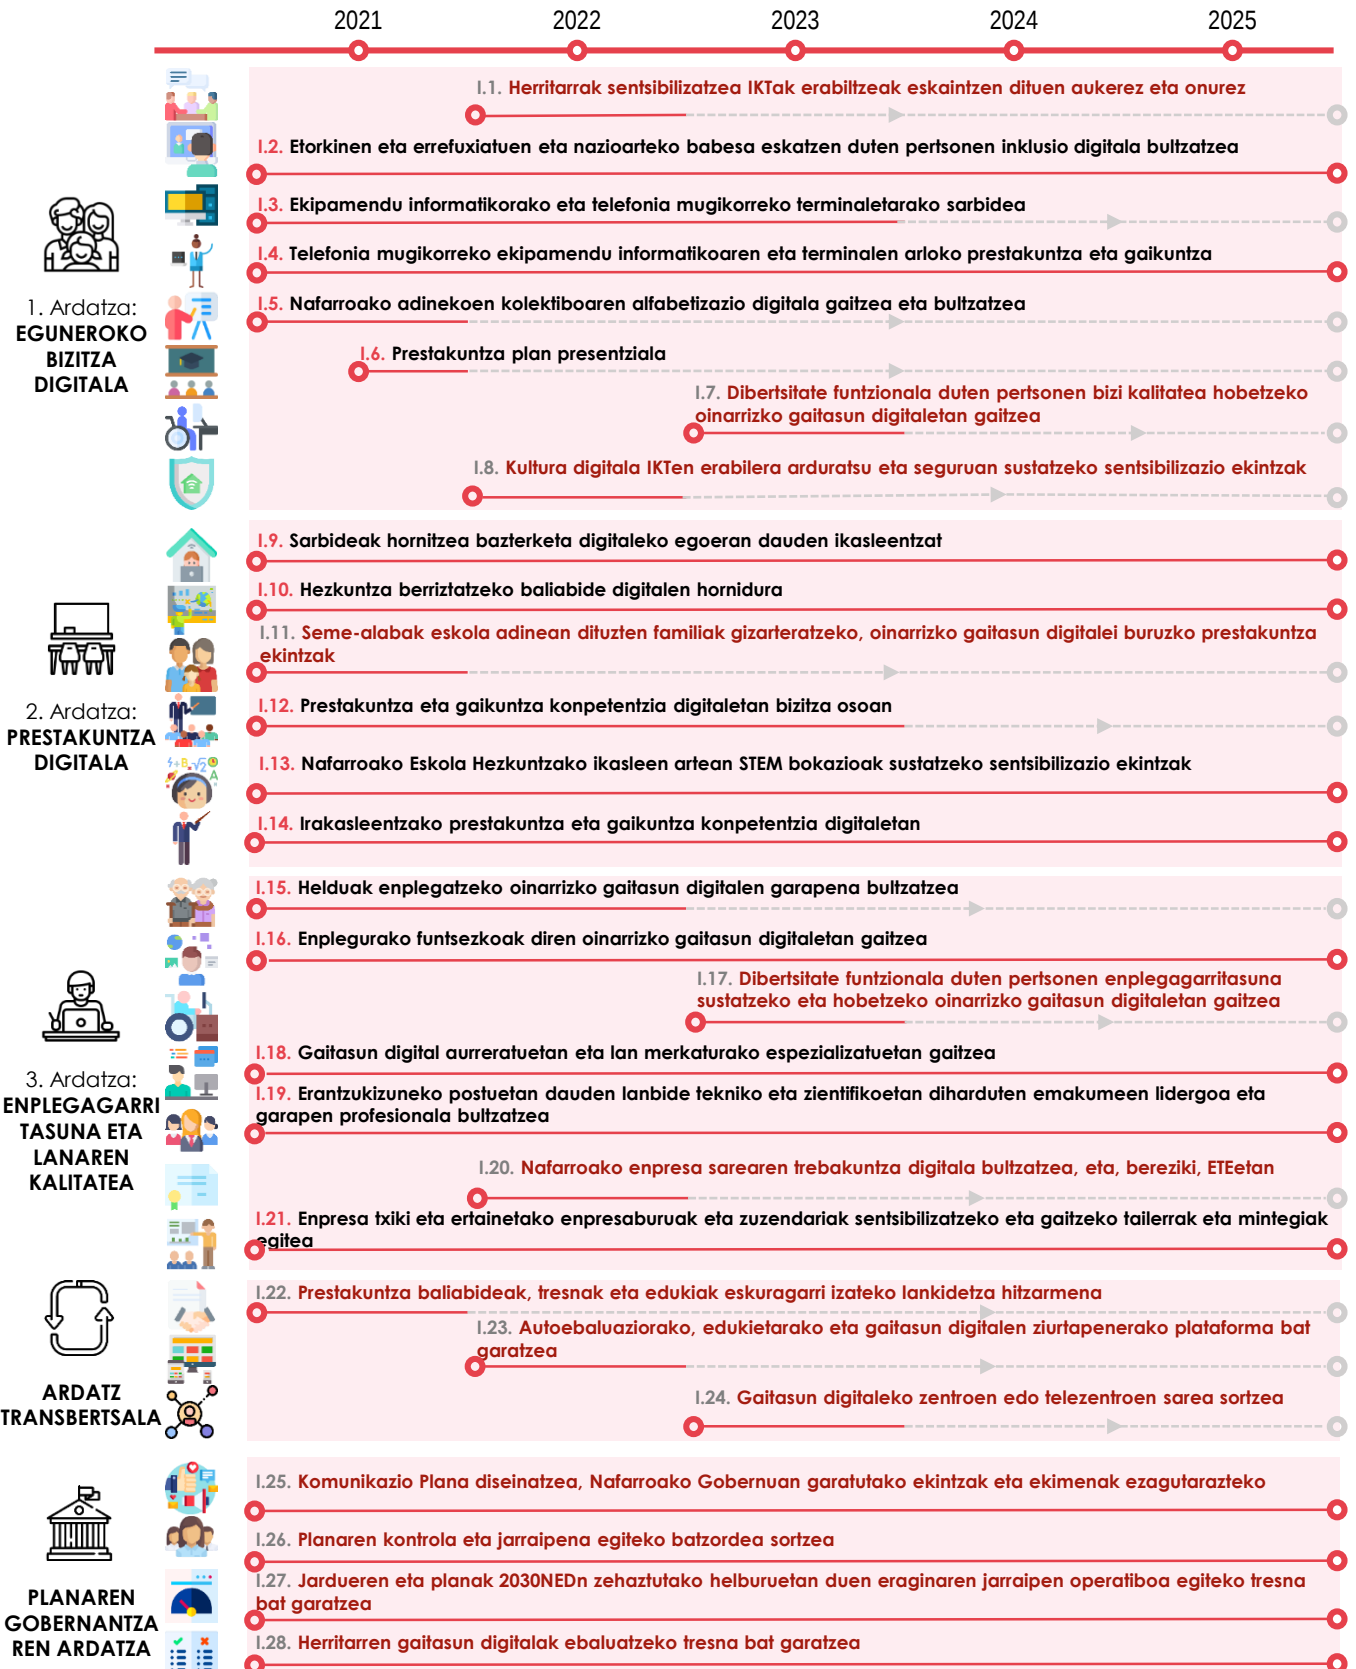 2021 2022 2023 2024 2025
I.1. Herritarrak sentsibilizatzea IKTak erabiltzeak eskaintzen dituen aukerez eta onurez
I.2. Etorkinen eta errefuxiatuen eta nazioarteko babesa eskatzen duten pertsonen inklusio digitala bultzatzea
I.3. Ekipamendu informatikorako eta telefonia mugikorreko terminaletarako sarbidea
I.4. Telefonia mugikorreko ekipamendu informatikoaren eta terminalen arloko prestakuntza eta gaikuntza
1. Ardatza:
EGUNEROKO
BIZITZA
DIGITALA
I.5. Nafarroako adinekoen kolektiboaren alfabetizazio digitala gaitzea eta bultzatzea
I.6. Prestakuntza plan presentziala
I.7. Dibertsitate funtzionala duten pertsonen bizi kalitatea hobetzeko
oinarrizko gaitasun digitaletan gaitzea
I.8. Kultura digitala IKTen erabilera arduratsu eta seguruan sustatzeko sentsibilizazio ekintzak
I.9. Sarbideak hornitzea bazterketa digitaleko egoeran dauden ikasleentzat
I.10. Hezkuntza berriztatzeko baliabide digitalen hornidura
I.11. Seme-alabak eskola adinean dituzten familiak gizarteratzeko, oinarrizko gaitasun digitalei buruzko prestakuntza
ekintzak
2. Ardatza:
PRESTAKUNTZA
DIGITALA
I.12. Prestakuntza eta gaikuntza konpetentzia digitaletan bizitza osoan
I.13. Nafarroako Eskola Hezkuntzako ikasleen artean STEM bokazioak sustatzeko sentsibilizazio ekintzak
I.14. Irakasleentzako prestakuntza eta gaikuntza konpetentzia digitaletan
I.15. Helduak enplegatzeko oinarrizko gaitasun digitalen garapena bultzatzea
I.16. Enplegurako funtsezkoak diren oinarrizko gaitasun digitaletan gaitzea
I.17. Dibertsitate funtzionala duten pertsonen enplegagarritasuna
sustatzeko eta hobetzeko oinarrizko gaitasun digitaletan gaitzea
I.18. Gaitasun digital aurreratuetan eta lan merkaturako espezializatuetan gaitzea
3. Ardatza:
ENPLEGAGARRI
TASUNA ETA
LANAREN
KALITATEA
I.19. Erantzukizuneko postuetan dauden lanbide tekniko eta zientifikoetan diharduten emakumeen lidergoa eta
garapen profesionala bultzatzea
I.20. Nafarroako enpresa sarearen trebakuntza digitala bultzatzea, eta, bereziki, ETEetan
I.21. Enpresa txiki eta ertainetako enpresaburuak eta zuzendariak sentsibilizatzeko eta gaitzeko tailerrak eta mintegiak
egitea
I.22. Prestakuntza baliabideak, tresnak eta edukiak eskuragarri izateko lankidetza hitzarmena
I.23. Autoebaluaziorako, edukietarako eta gaitasun digitalen ziurtapenerako plataforma bat
garatzea
ARDATZ
TRANSBERTSALA
I.24. Gaitasun digitaleko zentroen edo telezentroen sarea sortzea
I.25. Komunikazio Plana diseinatzea, Nafarroako Gobernuan garatutako ekintzak eta ekimenak ezagutarazteko
I.26. Planaren kontrola eta jarraipena egiteko batzordea sortzea
I.27. Jardueren eta planak 2030NEDn zehaztutako helburuetan duen eraginaren jarraipen operatiboa egiteko tresna
bat garatzea
PLANAREN
GOBERNANTZA
REN ARDATZA
I.28. Herritarren gaitasun digitalak ebaluatzeko tresna bat garatzea